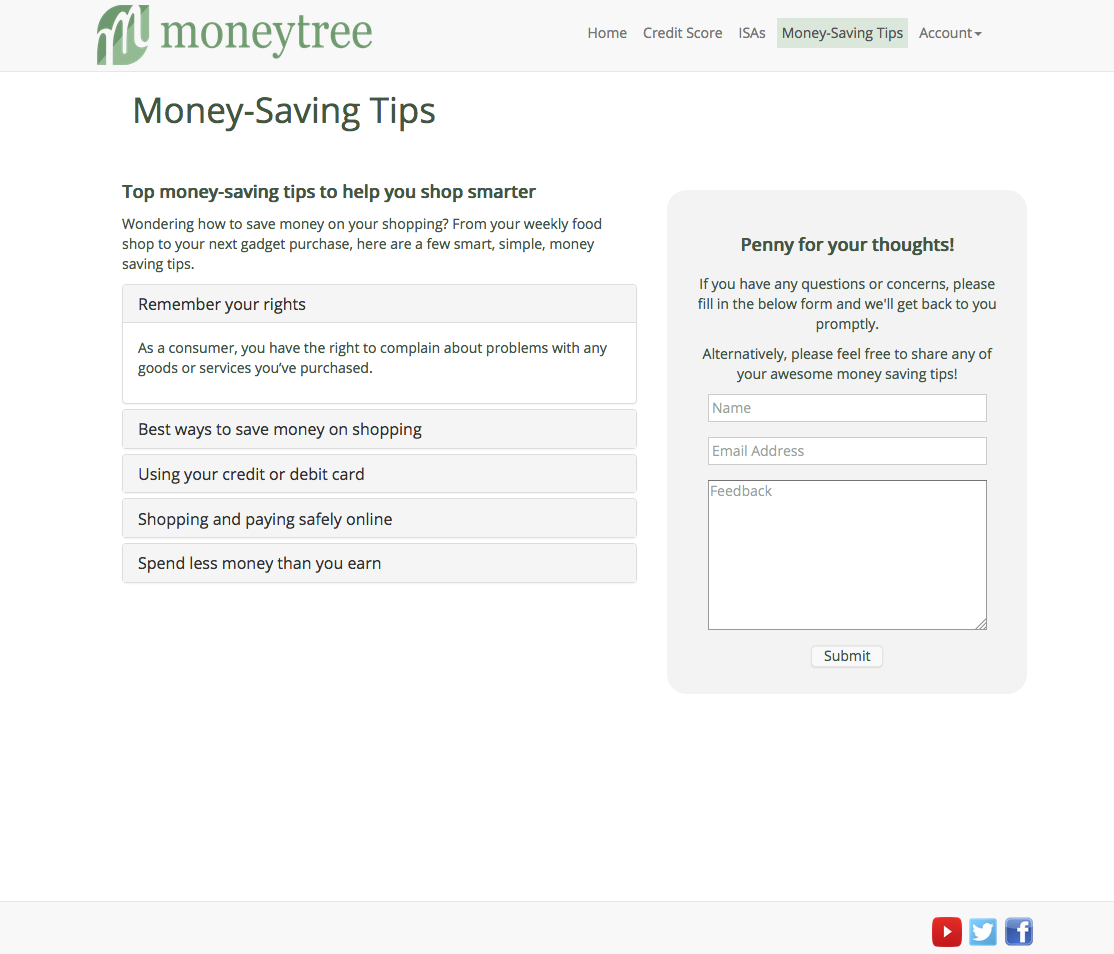 moneytree
Home Credit Score ISAs Money-Saving Tips Account
Money-Saving Tips
Top money-saving tips to help you shop smarter
Wondering how to save money on your shopping? From your weekly food
shop to your next gadget purchase, here are a few smart, simple, money
saving tips.
Remember your rights
As a consumer, you have the right to complain about problems with any
goods or services you’ve purchased.
Best ways to save money on shopping
Using your credit or debit card
Shopping and paying safely online
Spend less money than you earn
Penny for your thoughts!
If you have any questions or concerns, please
fill in the below form and we'll get back to you
promptly.
Alternatively, please feel free to share any of
your awesome money saving tips!
Name
Email Address
Feedback
Submit